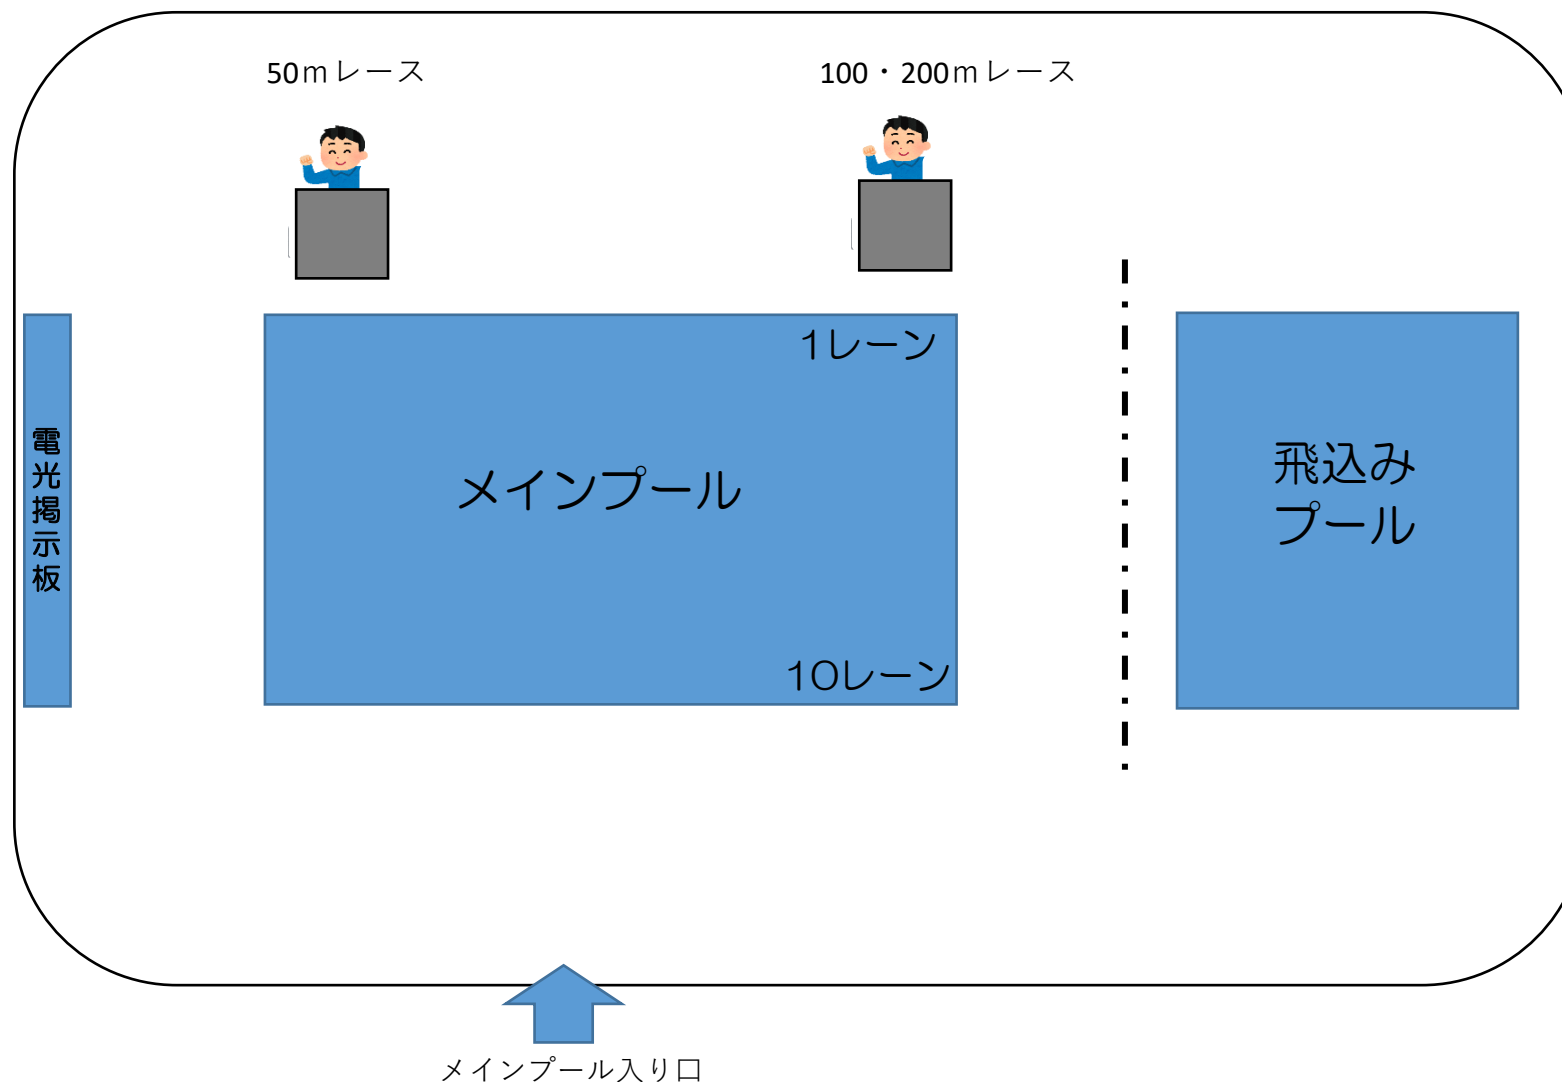 50ｍレース
100・200ｍレース
1レーン
電光掲示板
メインプール
飛込み
プール
10レーン
メインプール入り口